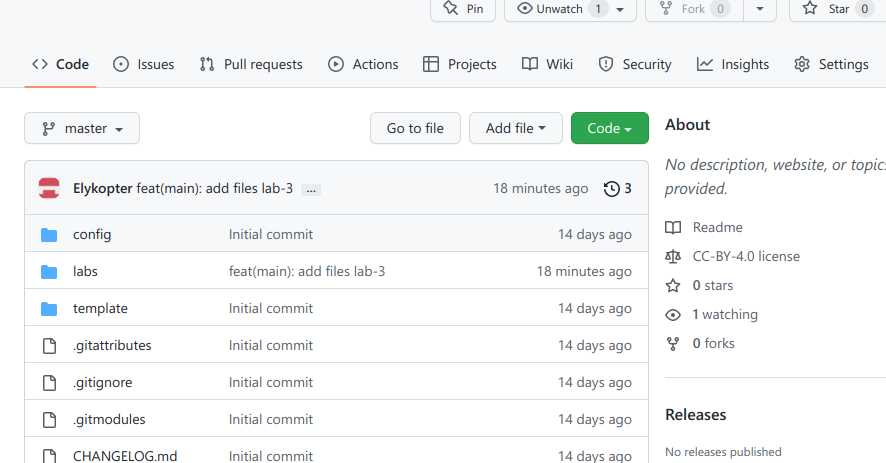 Pin
Unwatch 1
Fork 0
Star 0
Code
Issues
Pull requests
Actions
Projects
Wiki
Security
Insights
Settings
master
Go to file
Add file
Code
Elykopter feat(main): add files lab-3 ... 18 minutes ago 3
config Initial commit 14 days ago
labs feat(main): add files lab-3 18 minutes ago
template Initial commit 14 days ago
.gitattributes Initial commit 14 days ago
.gitignore Initial commit 14 days ago
.gitmodules Initial commit 14 days ago
CHANGELOG.md Initial commit 14 days ago
About
No description, website, or topics
provided.
Readme
CC-BY-4.0 license
0 stars
1 watching
0 forks
Releases
No releases published